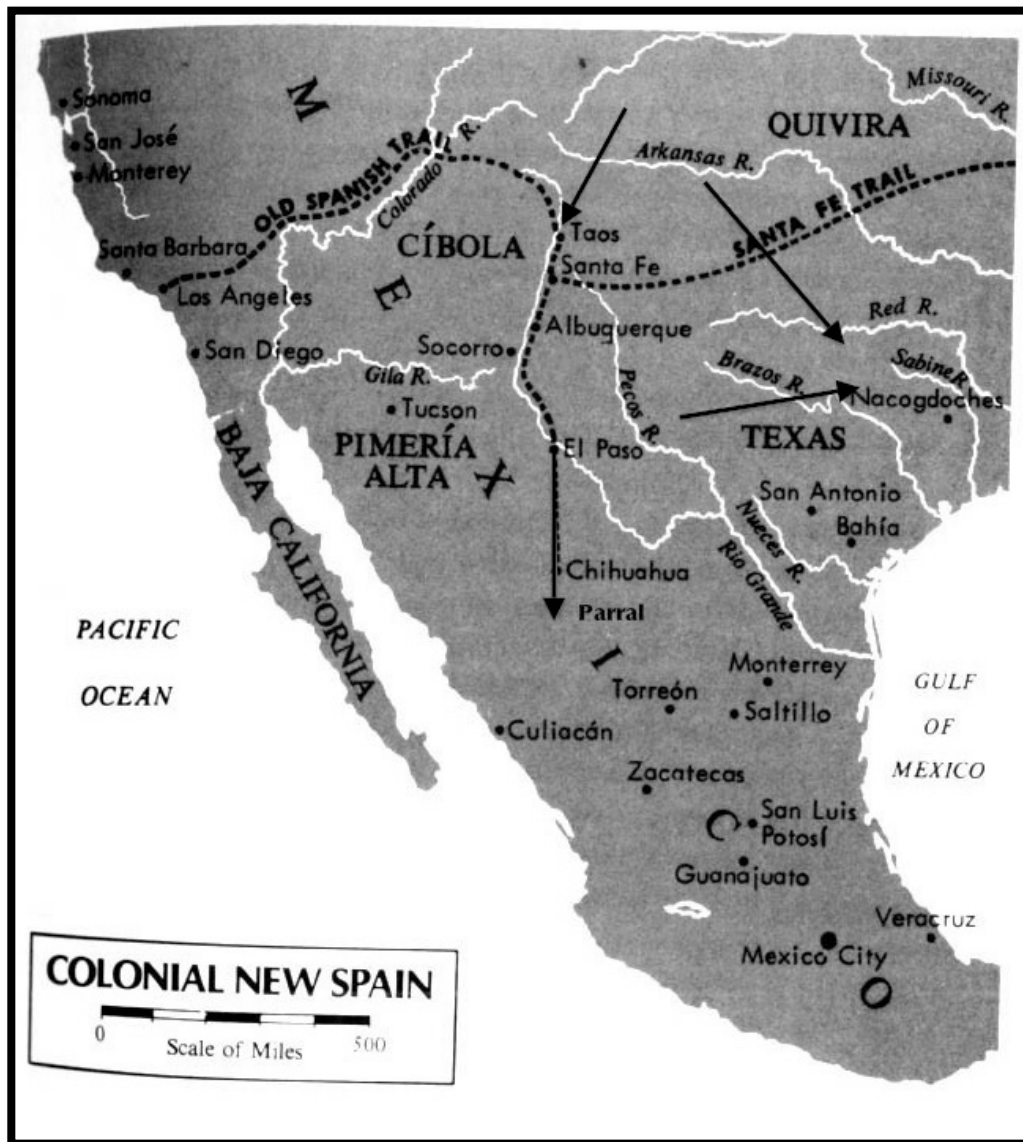 Missouri R.
M
Sonoma
QUIVIRA
San José
OLD SPANISH TRAIL
Colorado R.
Arkansas R.
Monterey
SANTA FE TRAIL
CÍBOLA
Taos
Santa Barbara
Santa Fe
E
Los Angeles
Albuquerque
Red R.
San Diego
Socorro
Gila R.
Pecos R.
Brazos R.
Sabine R.
Nacogdoches
Tucson
PIMERÍA
ALTA
X
El Paso
TEXAS
BAJA CALIFORNIA
San Antonio
Bahía
Nueces R.
Rio Grande
Chihuahua
Parral
PACIFIC
OCEAN
I
Monterrey
Torreón
Saltillo
GULF
OF
MEXICO
Culiacán
Zacatecas
C
San Luis
Potosí
Guanajuato
Veracruz
Mexico City
O
COLONIAL NEW SPAIN
0 500
Scale of Miles